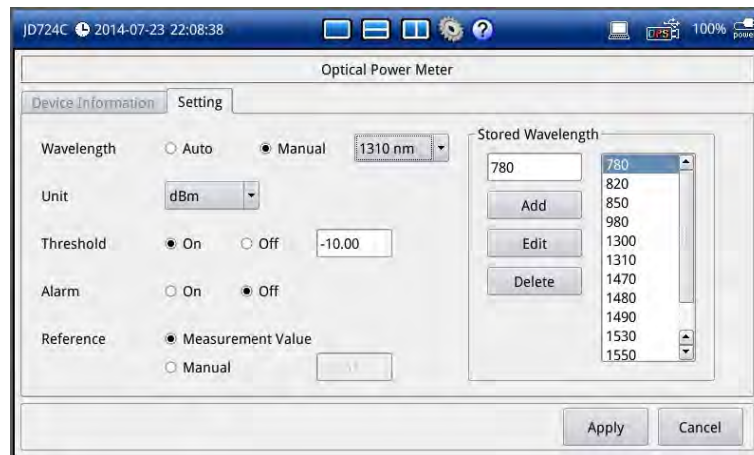 JD724C 2014-07-23 22:08:38 ? GPS 100%
Optical Power Meter
Device Information Setting
Wavelength Auto Manual 1310 nm
Unit dBm
Threshold On Off -10.00
Alarm On Off
Reference Measurement Value
Manual
Stored Wavelength
780
Add
Edit
Delete
780
820
850
980
1300
1310
1470
1480
1490
1530
1550
Apply Cancel